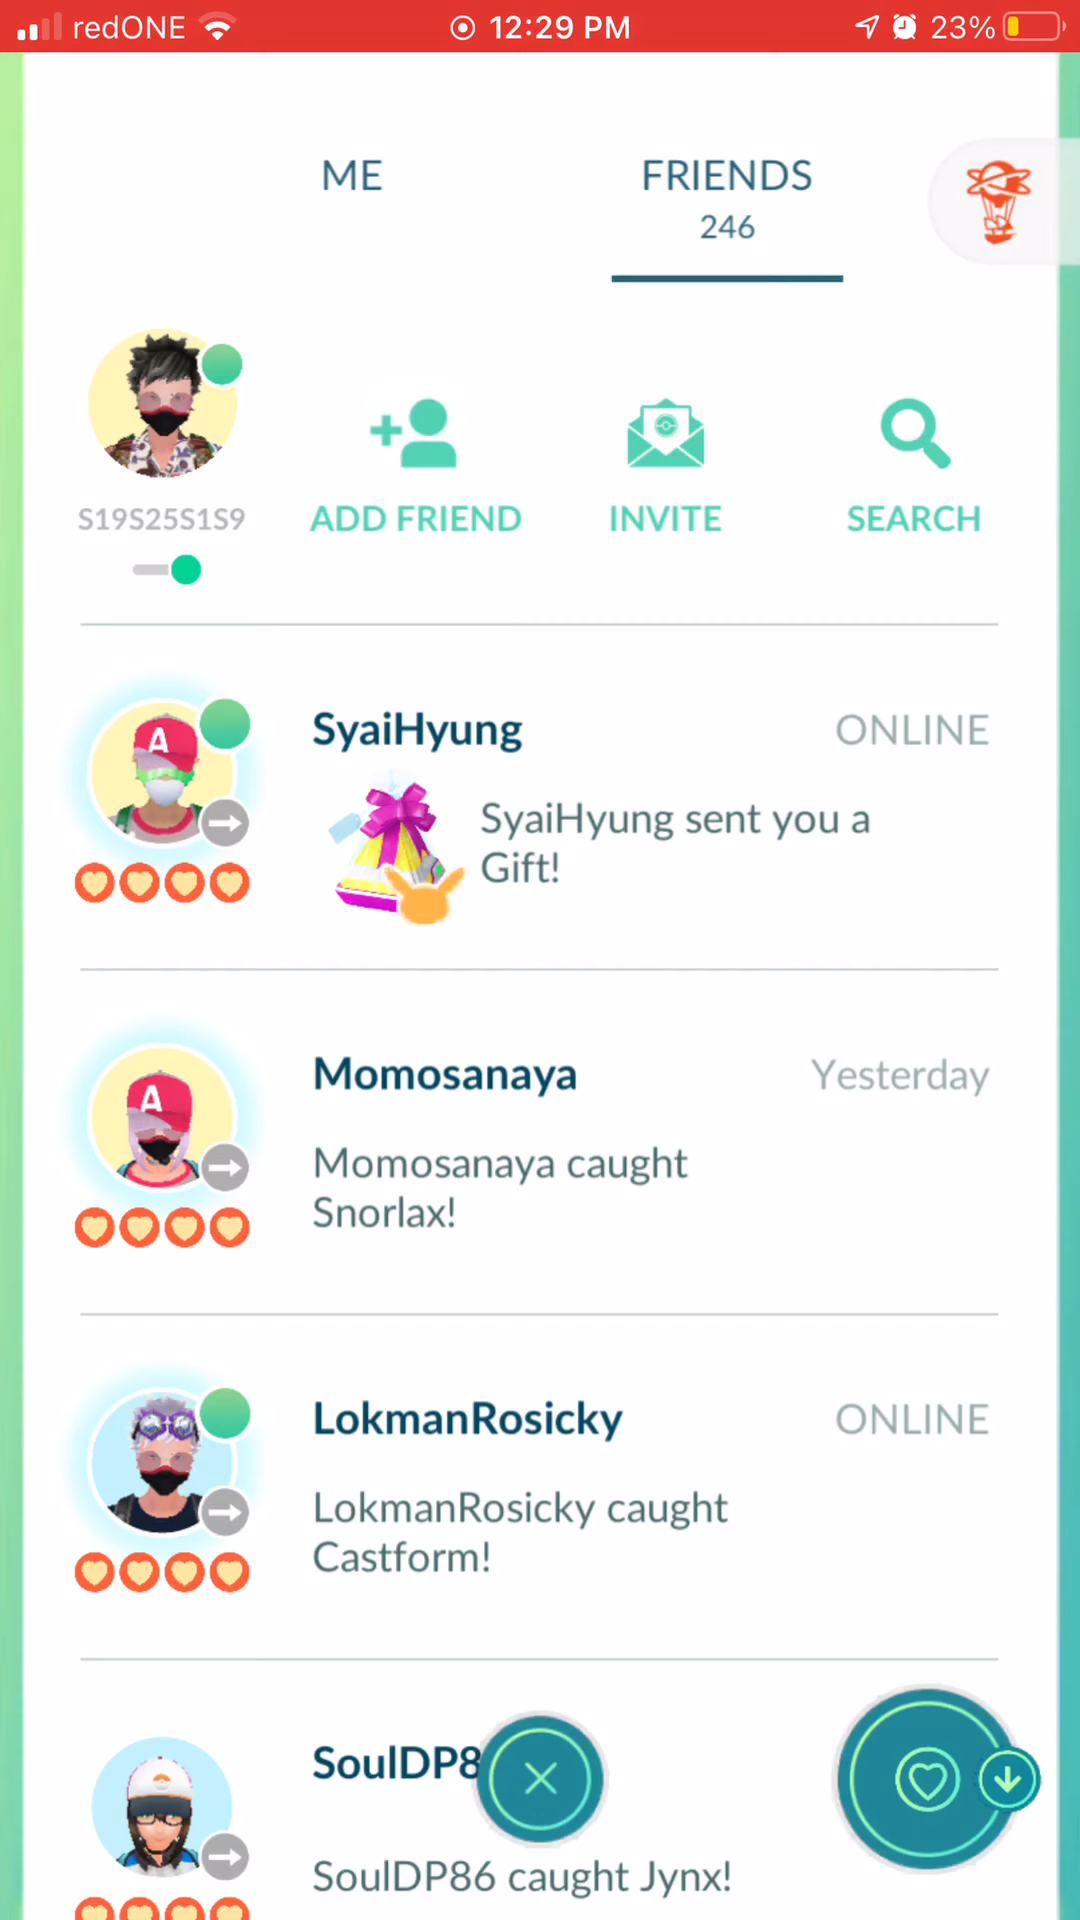 redONE 12:29 PM 23%
ME
FRIENDS
246
S19S25S1S9
ADD FRIEND
INVITE
SEARCH
SyaiHyung
ONLINE
SyaiHyung sent you a
Gift!
Momosanaya
Yesterday
Momosanaya caught
Snorlax!
LokmanRosicky
ONLINE
LokmanRosicky caught
Castform!
SoulDP8
SoulDP86 caught Jynx!